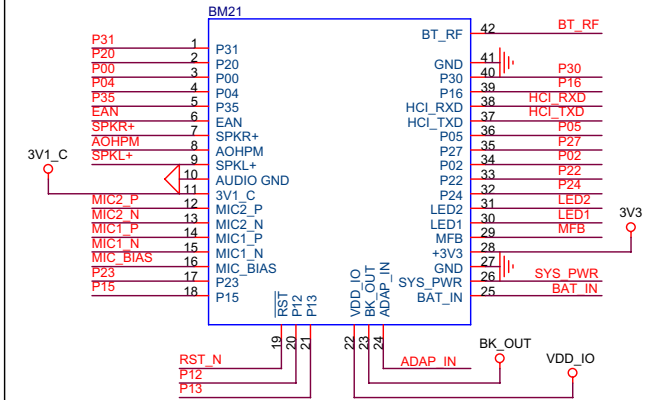 BM21
P31 1 P31
P20 2 P20
P00 3 P00
P04 4 P04
P35 5 P35
EAN 6 EAN
SPKR+ 7 SPKR+
AOHPM 8 AOHPM
SPKL+ 9 SPKL+
10 AUDIO GND
3V1_C 11 3V1_C
MIC2_P 12 MIC2_P
MIC2_N 13 MIC2_N
MIC1_P 14 MIC1_P
MIC1_N 15 MIC1_N
MIC_BIAS 16 MIC_BIAS
P23 17 P23
P15 18 P15
BT_RF 42 BT_RF
GND 41
P30 40 P30
P16 39 P16
HCI_RXD 38 HCI_RXD
HCI_TXD 37 HCI_TXD
P05 36 P05
P27 35 P27
P02 34 P02
P22 33 P22
P24 32 P24
LED2 31 LED2
LED1 30 LED1
MFB 29 MFB
+3V3 28 3V3
GND 27
SYS_PWR 26 SYS_PWR
BAT_IN 25 BAT_IN
RST P12 P13 VDD_IO BK_OUT ADAP_IN
19 20 21 22 23 24
RST_N
P12
P13
ADAP_IN
BK_OUT
VDD_IO